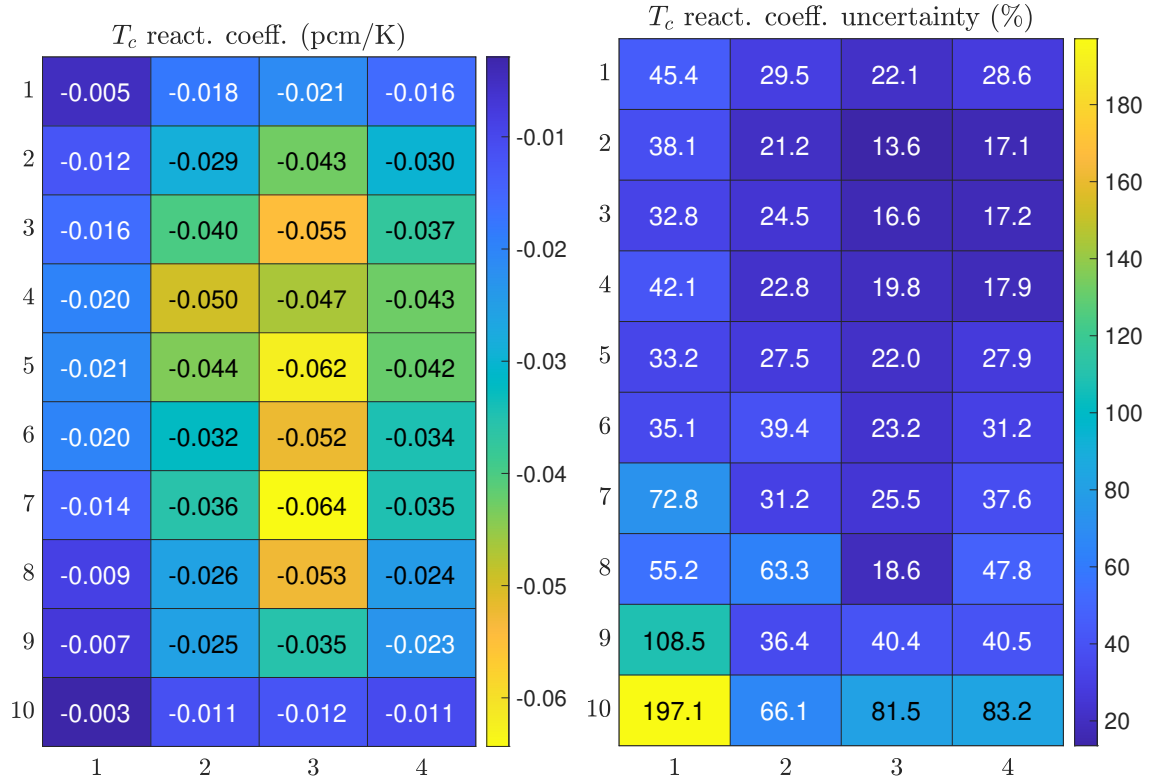 T_c react. coeff. (pcm/K)
1 -0.005 -0.018 -0.021 -0.016
2 -0.012 -0.029 -0.043 -0.030
3 -0.016 -0.040 -0.055 -0.037
4 -0.020 -0.050 -0.047 -0.043
5 -0.021 -0.044 -0.062 -0.042
6 -0.020 -0.032 -0.052 -0.034
7 -0.014 -0.036 -0.064 -0.035
8 -0.009 -0.026 -0.053 -0.024
9 -0.007 -0.025 -0.035 -0.023
10 -0.003 -0.011 -0.012 -0.011
1 2 3 4
-0.01
-0.02
-0.03
-0.04
-0.05
-0.06
T_c react. coeff. uncertainty (%)
1 45.4 29.5 22.1 28.6
2 38.1 21.2 13.6 17.1
3 32.8 24.5 16.6 17.2
4 42.1 22.8 19.8 17.9
5 33.2 27.5 22.0 27.9
6 35.1 39.4 23.2 31.2
7 72.8 31.2 25.5 37.6
8 55.2 63.3 18.6 47.8
9 108.5 36.4 40.4 40.5
10 197.1 66.1 81.5 83.2
1 2 3 4
180
160
140
120
100
80
60
40
20